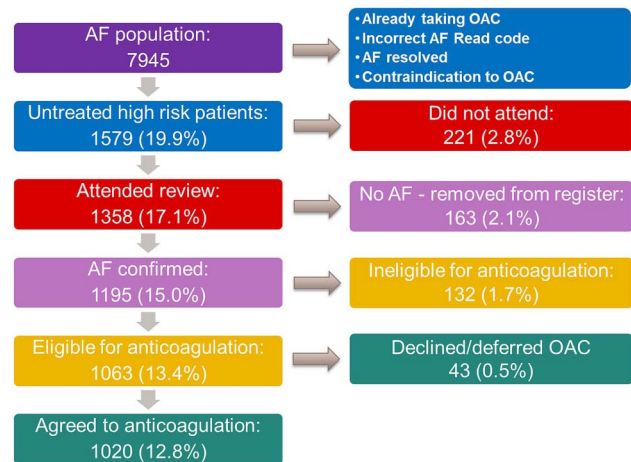 AF population:
7945
• Already taking OAC
• Incorrect AF Read code
• AF resolved
• Contraindication to OAC
Untreated high risk patients:
1579 (19.9%)
Did not attend:
221 (2.8%)
Attended review:
1358 (17.1%)
No AF - removed from register:
163 (2.1%)
AF confirmed:
1195 (15.0%)
Ineligible for anticoagulation:
132 (1.7%)
Eligible for anticoagulation:
1063 (13.4%)
Declined/deferred OAC
43 (0.5%)
Agreed to anticoagulation:
1020 (12.8%)